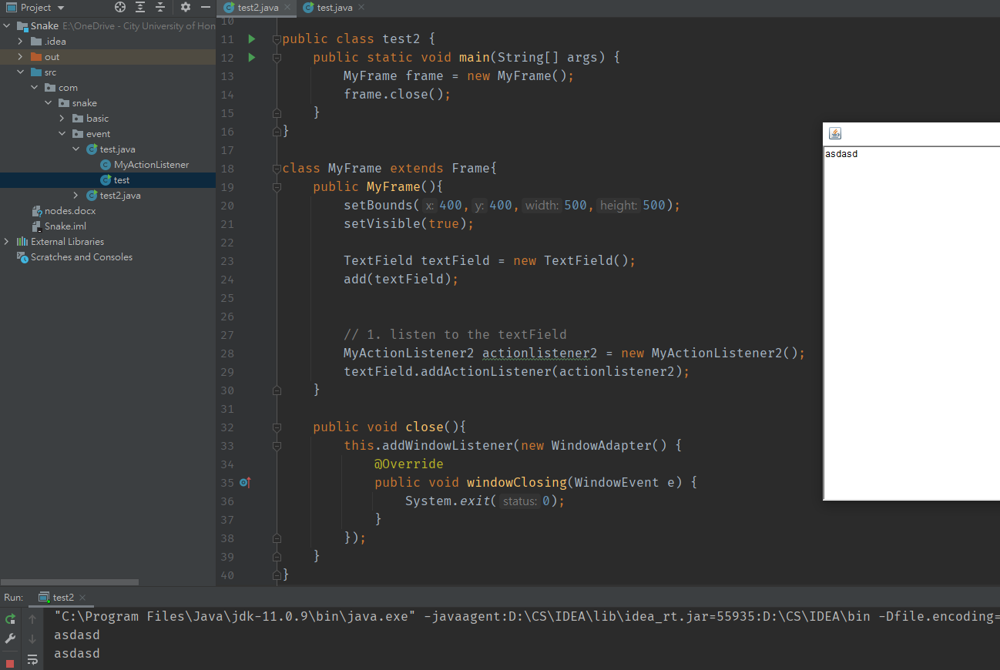 Project
test2.java
test.java
Snake E:\OneDrive - City University of Hon
.idea
out
src
com
snake
basic
event
test.java
MyActionListener
test
test2.java
nodes.docx
Snake.iml
External Libraries
Scratches and Consoles
10
11 public class test2 {
12 public static void main(String[] args) {
13 MyFrame frame = new MyFrame();
14 frame.close();
15 }
16 }
17
18 class MyFrame extends Frame{
19 public MyFrame(){
20 setBounds( x: 400, y: 400, width: 500, height: 500);
21 setVisible(true);
22
23 TextField textField = new TextField();
24 add(textField);
25
26
27 // 1. listen to the textField
28 MyActionListener2 actionlistener2 = new MyActionListener2();
29 textField.addActionListener(actionlistener2);
30 }
31
32 public void close(){
33 this.addWindowListener(new WindowAdapter() {
34 @Override
35 public void windowClosing(WindowEvent e) {
36 System.exit( status: 0);
37 }
38 });
39 }
40 }
asdasd
Run: test2
"C:\Program Files\Java\jdk-11.0.9\bin\java.exe" -javaagent:D:\CS\IDEA\lib\idea_rt.jar=55935:D:\CS\IDEA\bin -Dfile.encoding=
asdasd
asdasd